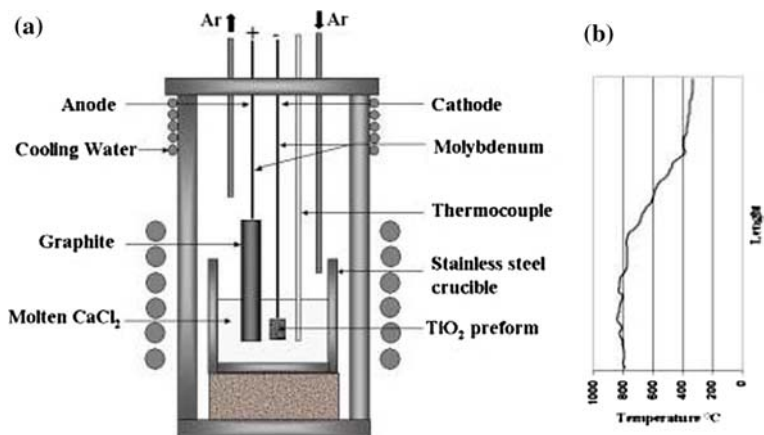 (a)
Ar
+
-
Ar
Anode
Cathode
Cooling Water
Molybdenum
Thermocouple
Graphite
Stainless steel
crucible
Molten CaCl₂
TiO₂ preform
(b)
Lenght
1000
800
600
400
200
0
Temperature °C